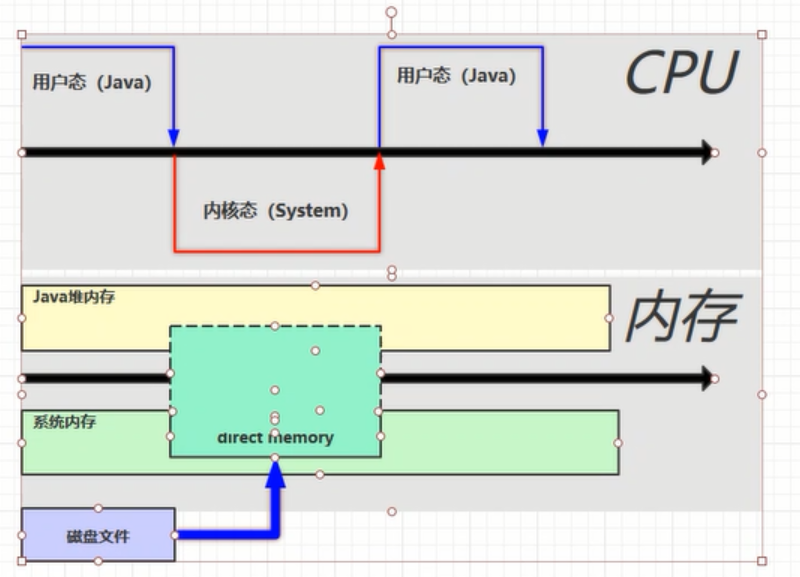 用户态（Java）
用户态（Java）
CPU
内核态（System）
Java堆内存
内存
系统内存
direct memory
磁盘文件